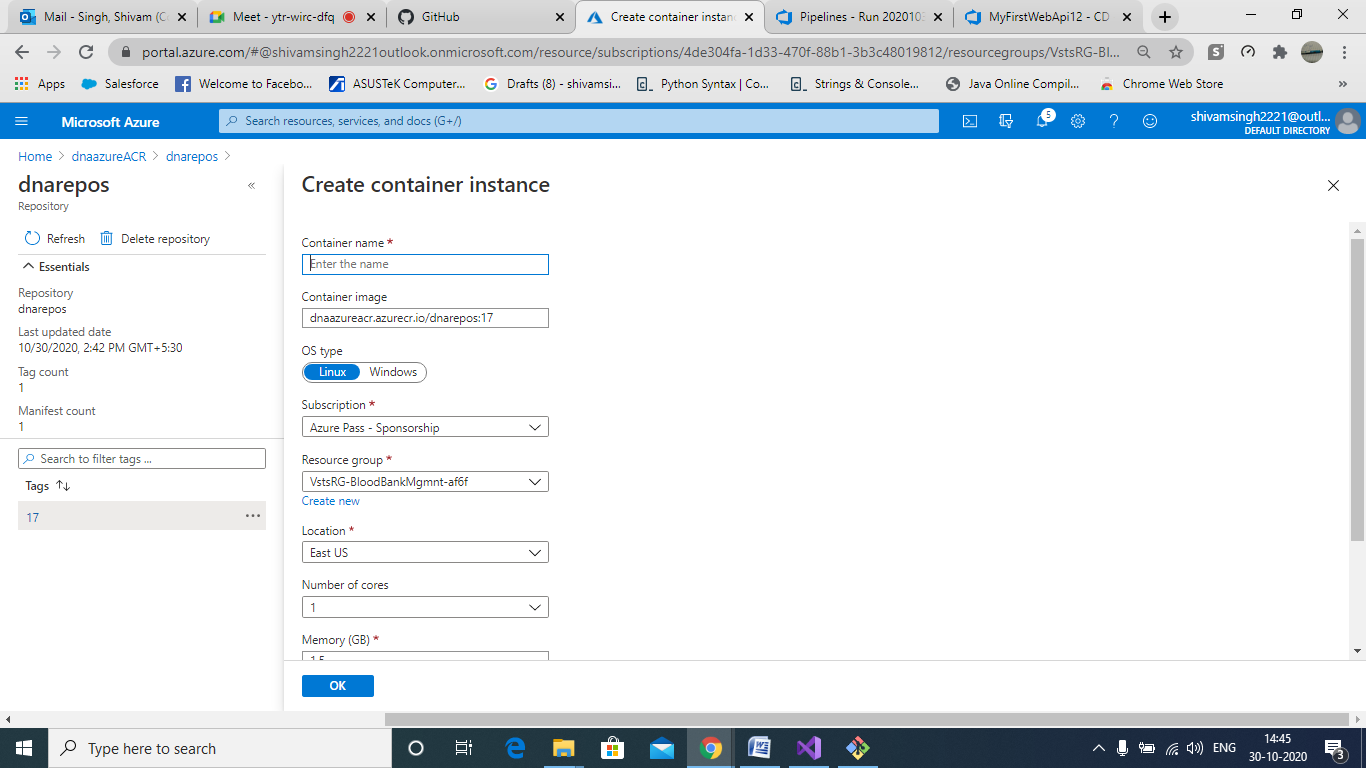 Mail - Singh, Shivam (C
Meet - ytr-wirc-dfq
GitHub
Create container instanc
Pipelines - Run 2020103
MyFirstWebApi12 - CD
portal.azure.com/#@shivamsingh2221outlook.onmicrosoft.com/resource/subscriptions/4de304fa-1d33-470f-88b1-3b3c48019812/resourcegroups/VstsRG-Bl...
Apps
Salesforce
Welcome to Facebo...
ASUSTeK Computer...
Drafts (8) - shivamsi...
Python Syntax | Co...
Strings & Console...
Java Online Compil...
Chrome Web Store
»
Microsoft Azure
Search resources, services, and docs (G+/)
5
shivamsingh2221@outl...
DEFAULT DIRECTORY
Home > dnaazureACR > dnarepos >
dnarepos
«
Repository
Refresh
Delete repository
Essentials
Repository
dnarepos
Last updated date
10/30/2020, 2:42 PM GMT+5:30
Tag count
1
Manifest count
1
Search to filter tags ...
Tags
17
...
Create container instance
Container name *
Enter the name
Container image
dnaazureacr.azurecr.io/dnarepos:17
OS type
Linux Windows
Subscription *
Azure Pass - Sponsorship
Resource group *
VstsRG-BloodBankMgmnt-af6f
Create new
Location *
East US
Number of cores
1
Memory (GB) *
1.5
OK
Type here to search
ENG
14:45
30-10-2020
3